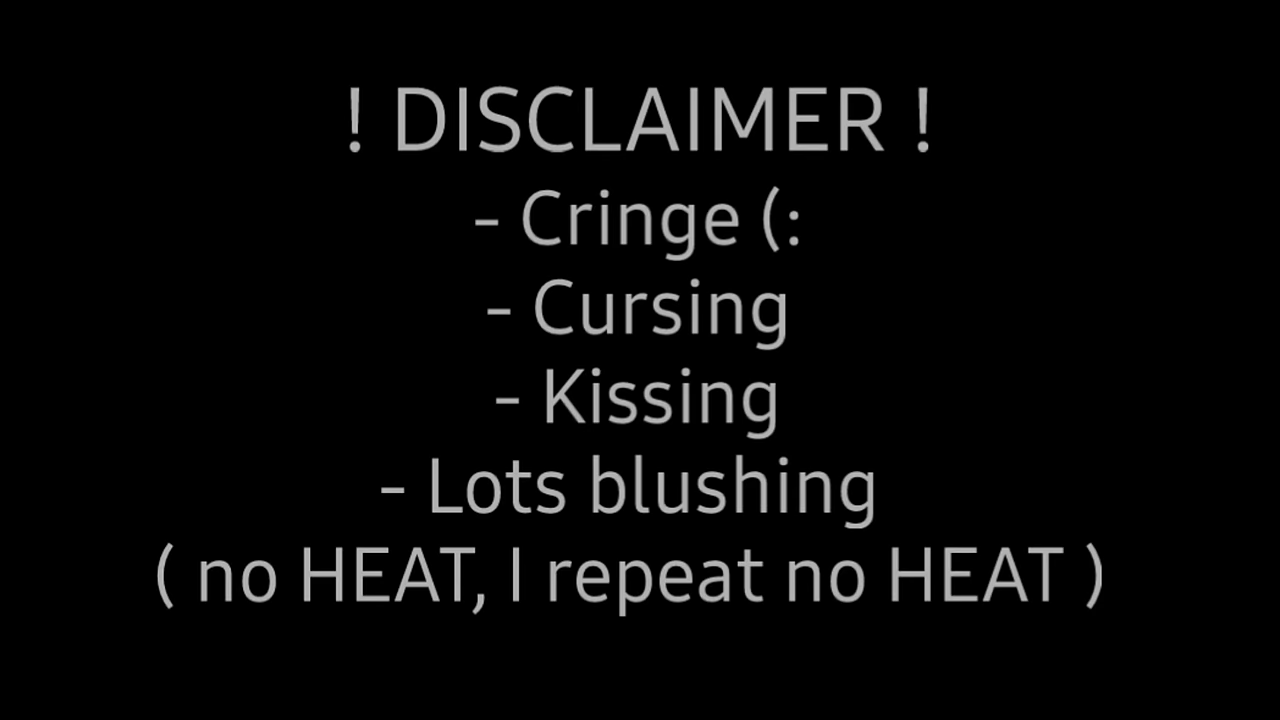 ! DISCLAIMER !
- Cringe (:
- Cursing
- Kissing
- Lots blushing
( no HEAT, I repeat no HEAT )